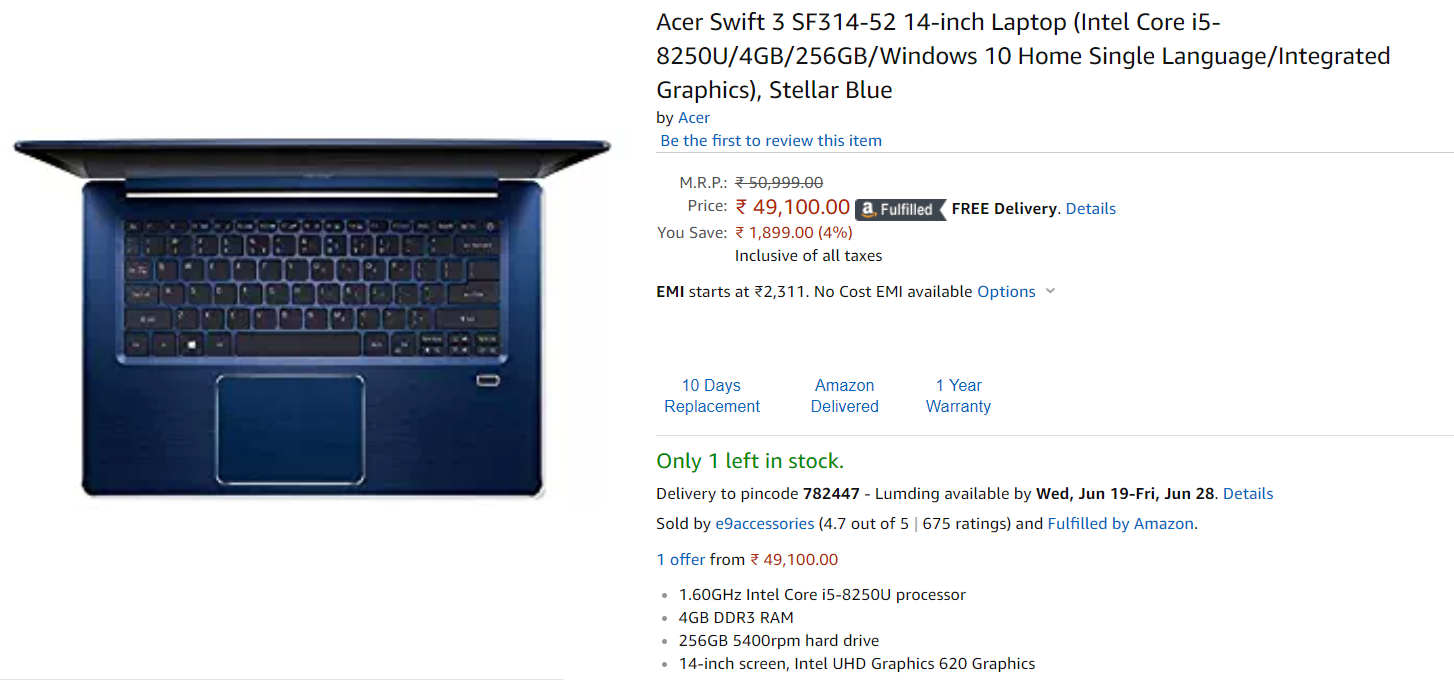 Acer Swift 3 SF314-52 14-inch Laptop (Intel Core i5-
8250U/4GB/256GB/Windows 10 Home Single Language/Integrated
Graphics), Stellar Blue
by Acer
Be the first to review this item
M.R.P.: ₹ 50,999.00
Price: ₹ 49,100.00 a Fulfilled FREE Delivery. Details
You Save: ₹ 1,899.00 (4%)
Inclusive of all taxes
EMI starts at ₹2,311. No Cost EMI available Options
10 Days Amazon 1 Year
Replacement Delivered Warranty
Only 1 left in stock.
Delivery to pincode 782447 - Lumding available by Wed, Jun 19-Fri, Jun 28. Details
Sold by e9accessories (4.7 out of 5 | 675 ratings) and Fulfilled by Amazon.
1 offer from ₹ 49,100.00
• 1.60GHz Intel Core i5-8250U processor
• 4GB DDR3 RAM
• 256GB 5400rpm hard drive
• 14-inch screen, Intel UHD Graphics 620 Graphics